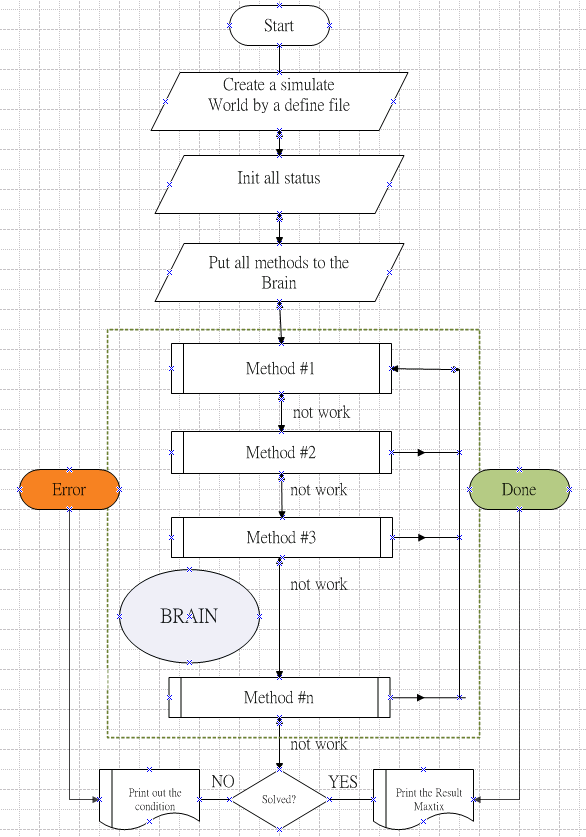 Start
Create a simulate
World by a define file
Init all status
Put all methods to the
Brain
Method #1
not work
Method #2
not work
Error
Done
Method #3
not work
BRAIN
Method #n
not work
NO
YES
Print out the
condition
Solved?
Print the Result
Maxtix